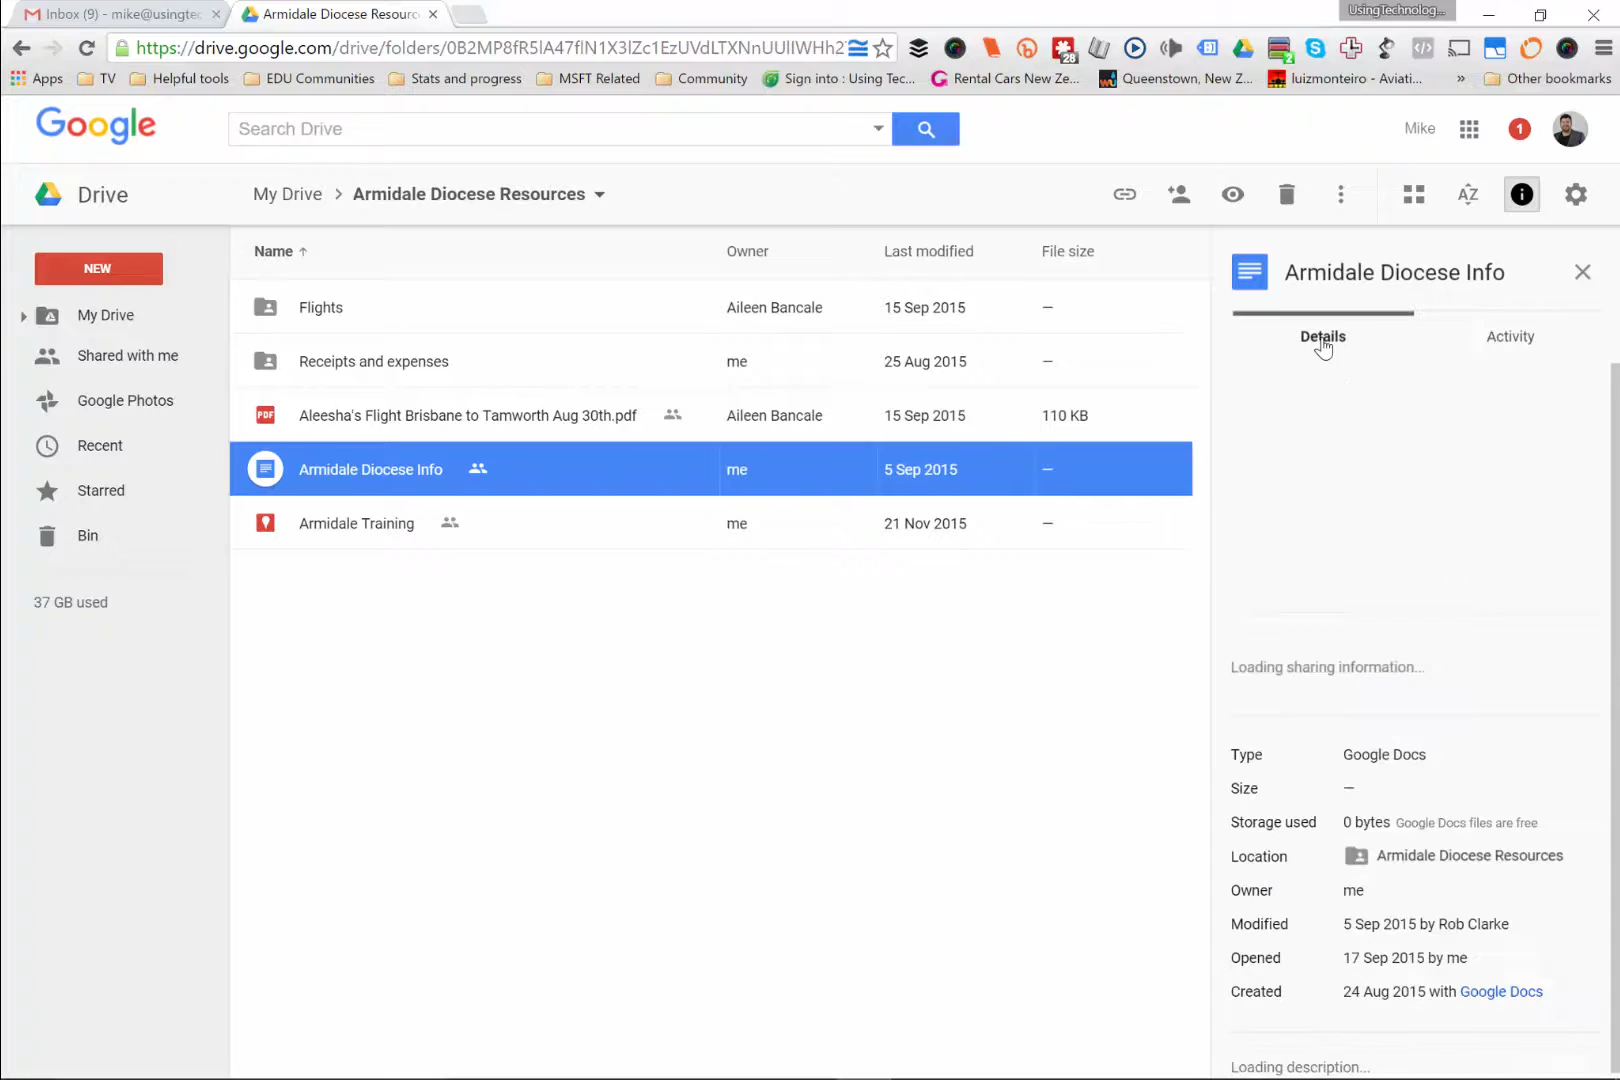 Inbox (9) - mike@usingtec
Armidale Diocese Resourc
UsingTechnolog...
https://drive.google.com/drive/folders/
28
2
Apps
TV
Helpful tools
EDU Communities
Stats and progress
MSFT Related
Community
Sign into : Using Tec...
Rental Cars New Ze...
Queenstown, New Z...
luizmonteiro - Aviati...
»
Other bookmarks
Google
Search Drive
Mike
1
Drive
My Drive > Armidale Diocese Resources
AZ
NEW
My Drive
Shared with me
Google Photos
Recent
Starred
Bin
37 GB used
Name
Owner
Last modified
File size
Flights
Aileen Bancale
15 Sep 2015
—
Receipts and expenses
me
25 Aug 2015
—
PDF
Aleesha's Flight Brisbane to Tamworth Aug 30th.pdf
Aileen Bancale
15 Sep 2015
110 KB
Armidale Diocese Info
me
5 Sep 2015
—
Armidale Training
me
21 Nov 2015
—
Armidale Diocese Info
Details
Activity
Loading sharing information...
Type
Google Docs
Size
—
Storage used
0 bytes Google Docs files are free
Location
Armidale Diocese Resources
Owner
me
Modified
5 Sep 2015 by Rob Clarke
Opened
17 Sep 2015 by me
Created
24 Aug 2015 with Google Docs
Loading description...